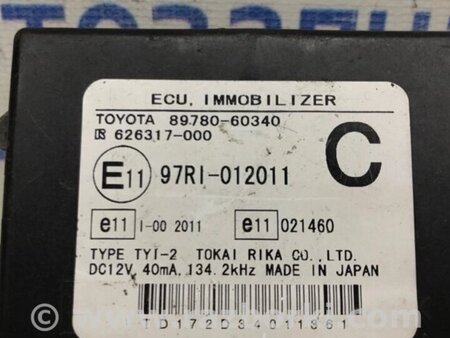 ECU, IMMOBILIZER
TOYOTA 89780-60340
626317-000
C
E11 97RI-012011
e11 I-00 2011 e11 021460
TYPE TYI-2 TOKAI RIKA CO., LTD.
DC12V, 40mA, 134.2kHz MADE IN JAPAN